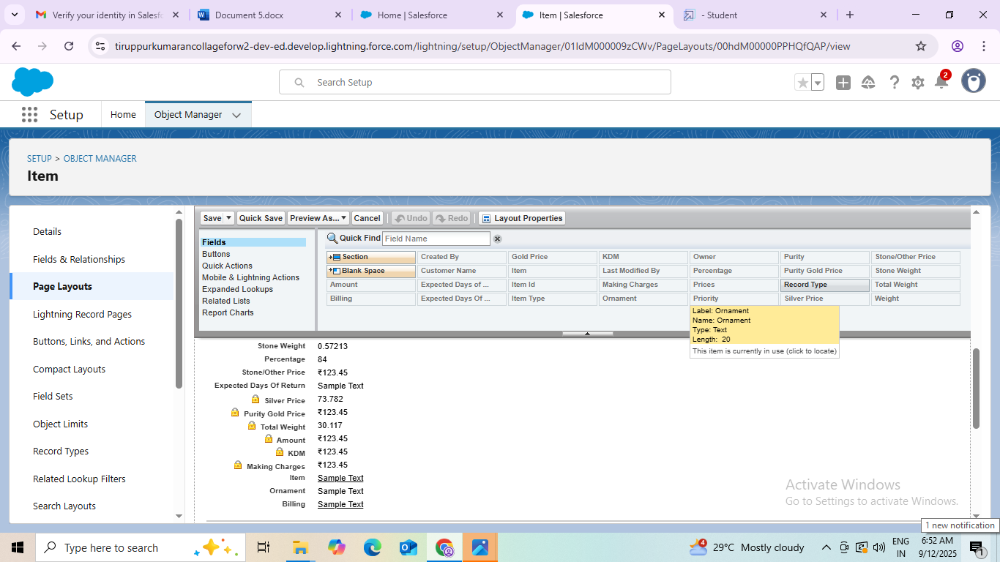 Verify your identity in Salesfo
Document 5.docx
Home | Salesforce
Item | Salesforce
- Student
tiruppurkumarancollageforw2-dev-ed.develop.lightning.force.com/lightning/setup/ObjectManager/01IdM000009zCWv/PageLayouts/00hdM00000PPHQfQAP/view
Search Setup
2
Setup
Home
Object Manager
SETUP > OBJECT MANAGER
Item
Details
Fields & Relationships
Page Layouts
Lightning Record Pages
Buttons, Links, and Actions
Compact Layouts
Field Sets
Object Limits
Record Types
Related Lookup Filters
Search Layouts
Save Quick Save Preview As... Cancel Undo Redo Layout Properties
Fields
Buttons
Quick Actions
Mobile & Lightning Actions
Expanded Lookups
Related Lists
Report Charts
Quick Find Field Name
Section Created By Gold Price KDM Owner Purity Stone/Other Price
Blank Space Customer Name Item Last Modified By Percentage Purity Gold Price Stone Weight
Amount Expected Days of ... Item Id Making Charges Prices Record Type Total Weight
Billing Expected Days Of ... Item Type Ornament Priority Silver Price Weight
Label: Ornament
Name: Ornament
Type: Text
Length: 20
This item is currently in use (click to locate)
Stone Weight 0.57213
Percentage 84
Stone/Other Price ₹123.45
Expected Days Of Return Sample Text
Silver Price 73.782
Purity Gold Price ₹123.45
Total Weight 30.117
Amount ₹123.45
KDM ₹123.45
Making Charges ₹123.45
Item Sample Text
Ornament Sample Text
Billing Sample Text
Activate Windows
Go to Settings to activate Windows.
1 new notification
Type here to search
4
29°C Mostly cloudy
ENG
IN
6:52 AM
9/12/2025
1